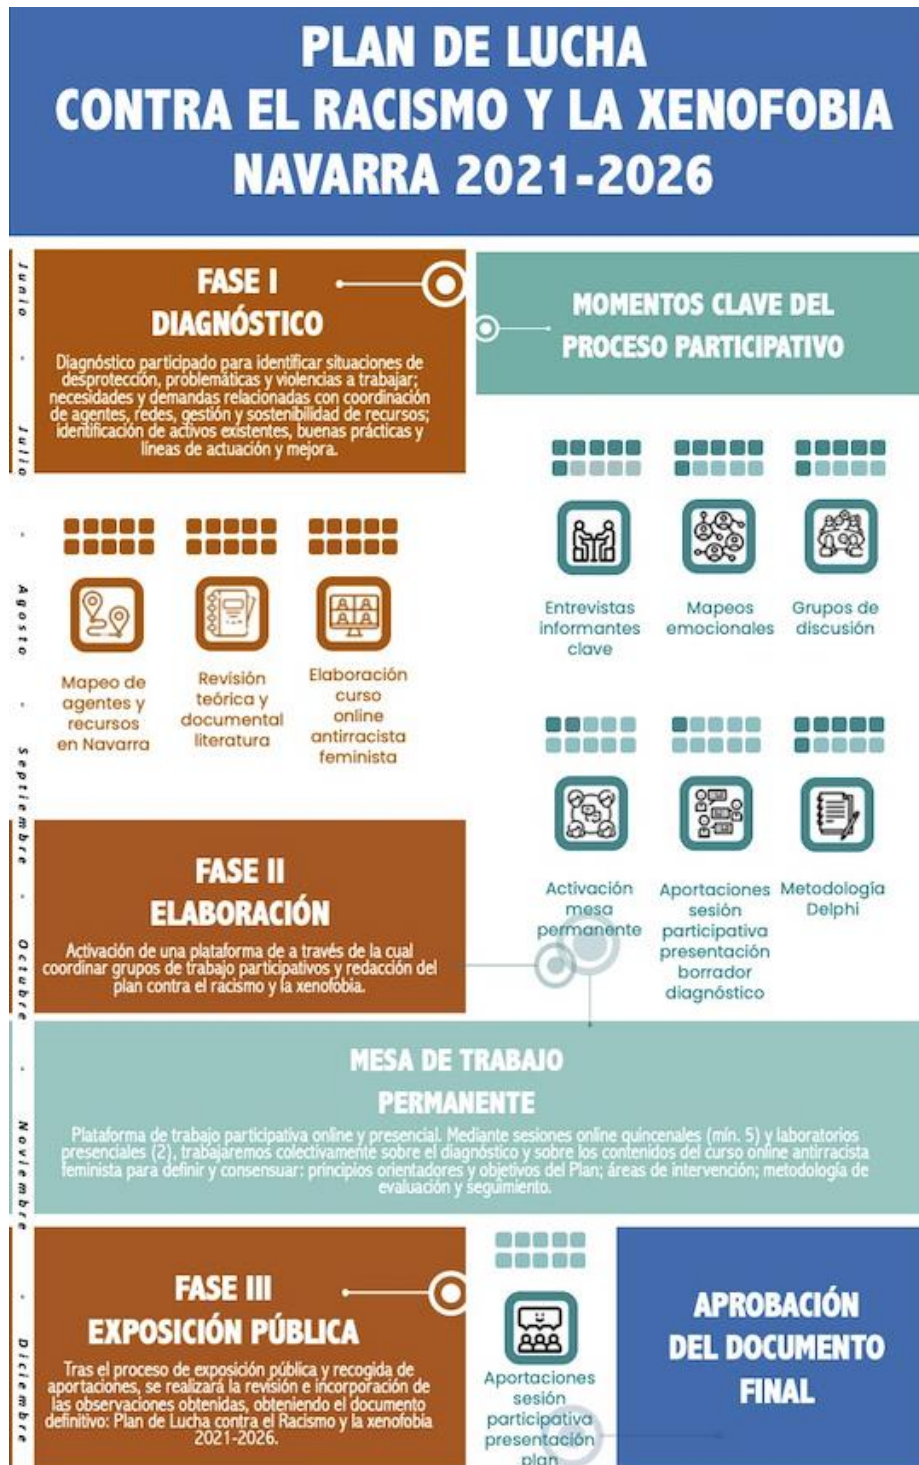 PLAN DE LUCHA
CONTRA EL RACISMO Y LA XENOFOBIA
NAVARRA 2021-2026
Junio - Julio - Agosto - Septiembre - Octubre - Noviembre - Diciembre
FASE I
DIAGNÓSTICO
Diagnóstico participado para identificar situaciones de
desprotección, problemáticas y violencias a trabajar;
necesidades y demandas relacionadas con coordinación
de agentes, redes, gestión y sostenibilidad de recursos;
identificación de activos existentes, buenas prácticas y
líneas de actuación y mejora.
MOMENTOS CLAVE DEL
PROCESO PARTICIPATIVO
Mapeo de
agentes y
recursos
en Navarra
Revisión
teórica y
documental
literatura
Elaboración
curso
online
antirracista
feminista
Entrevistas
informantes
clave
Mapeos
emocionales
Grupos de
discusión
Activación
mesa
permanente
Aportaciones
sesión
participativa
presentación
borrador
diagnóstico
Metodología
Delphi
FASE II
ELABORACIÓN
Activación de una plataforma de a través de la cual
coordinar grupos de trabajo participativos y redacción del
plan contra el racismo y la xenofobia.
MESA DE TRABAJO
PERMANENTE
Plataforma de trabajo participativa online y presencial. Mediante sesiones online quincenales (mín. 5) y laboratorios
presenciales (2), trabajaremos colectivamente sobre el diagnóstico y sobre los contenidos del curso online antirracista
feminista para definir y consensuar: principios orientadores y objetivos del Plan; áreas de intervención; metodología de
evaluación y seguimiento.
FASE III
EXPOSICIÓN PÚBLICA
Tras el proceso de exposición pública y recogida de
aportaciones, se realizará la revisión e incorporación de
las observaciones obtenidas, obteniendo el documento
definitivo: Plan de Lucha contra el Racismo y la xenofobia
2021-2026.
Aportaciones
sesión
participativa
presentación
plan
APROBACIÓN
DEL DOCUMENTO
FINAL